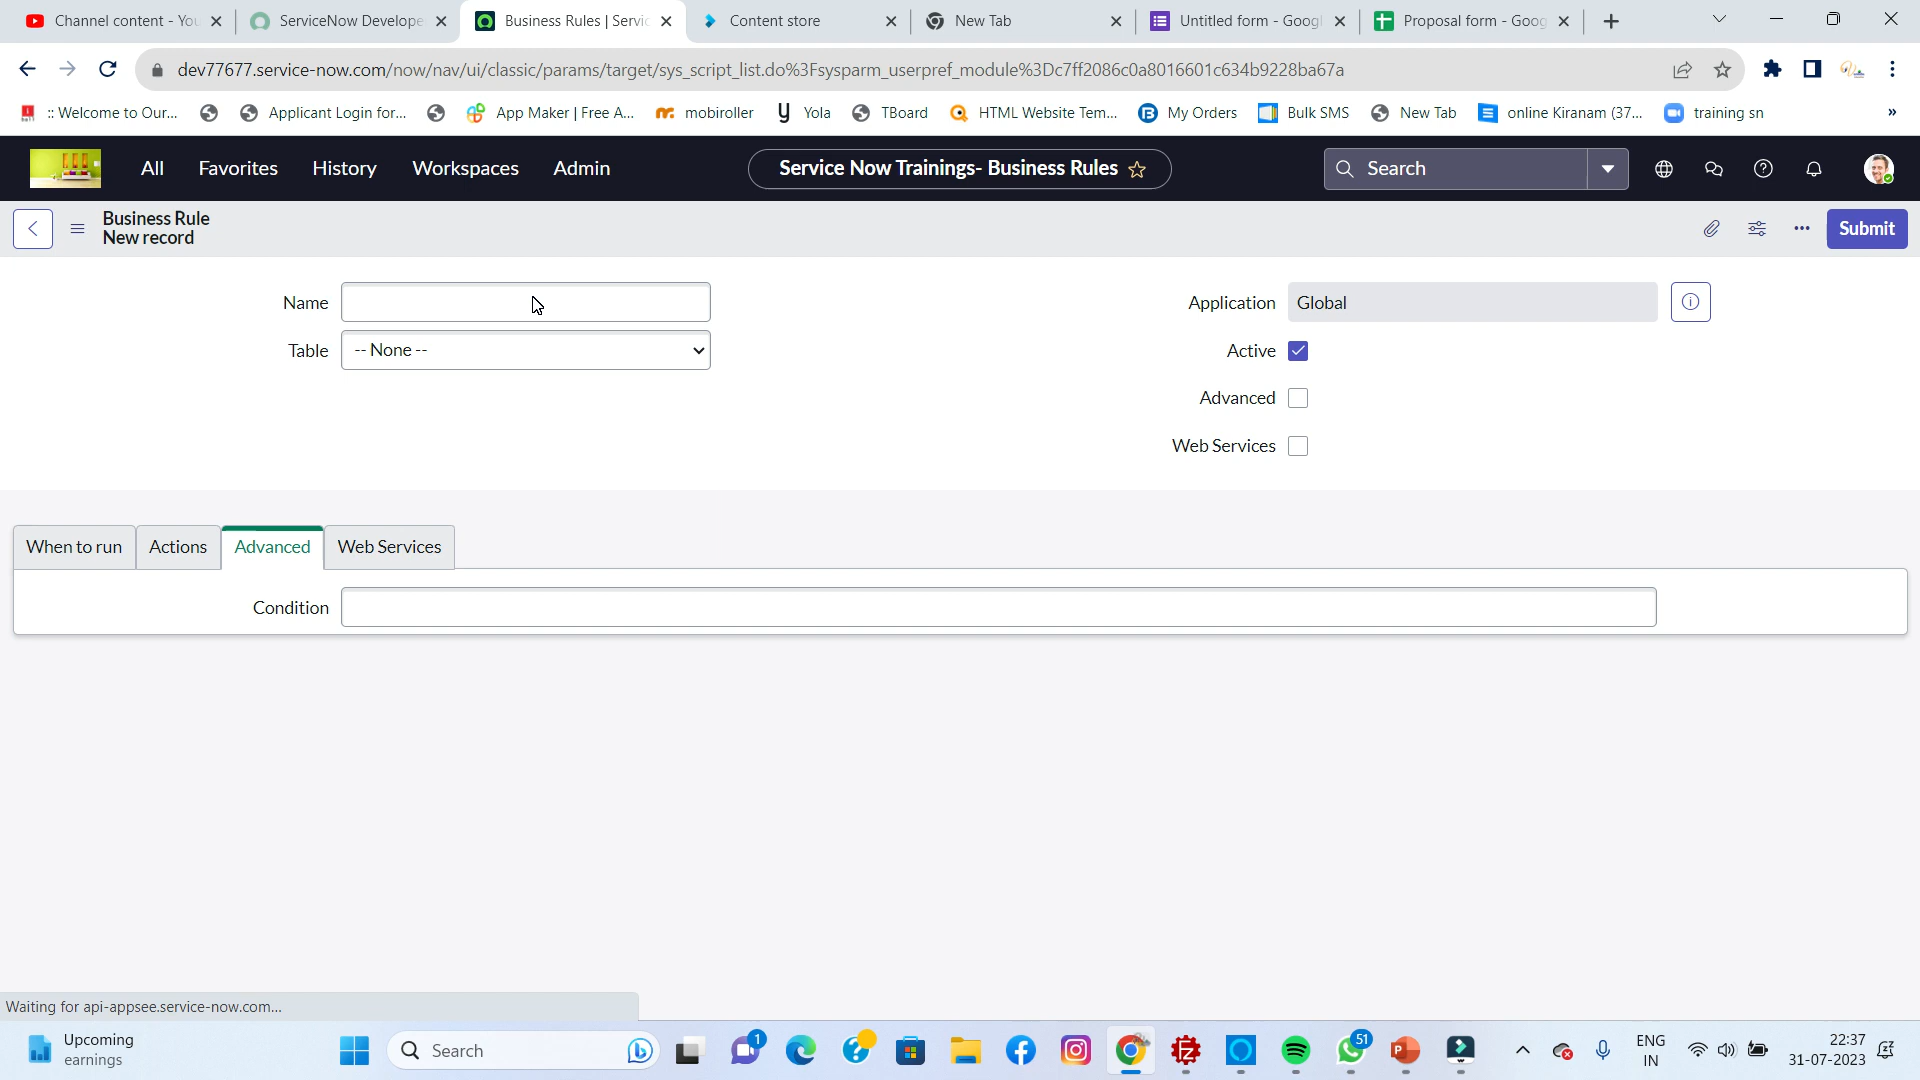 Channel content - You
ServiceNow Develope
Business Rules | Servic
Content store
New Tab
Untitled form - Googl
Proposal form - Goog
dev77677.service-now.com/now/nav/ui/classic/params/target/sys_script_list.do%3Fsysparm_userpref_module%3Dc7ff2086c0a8016601c634b9228ba67a
:: Welcome to Our...
Applicant Login for...
App Maker | Free A...
mobiroller
Yola
TBoard
HTML Website Tem...
My Orders
Bulk SMS
New Tab
online Kiranam (37...
training sn
»
All
Favorites
History
Workspaces
Admin
Service Now Trainings- Business Rules
Search
Business Rule
New record
Submit
Name
Application
Global
Table
-- None --
Active
Advanced
Web Services
When to run
Actions
Advanced
Web Services
Condition
Waiting for api-appsee.service-now.com...
Upcoming
earnings
Search
1
51
ENG
IN
22:37
31-07-2023